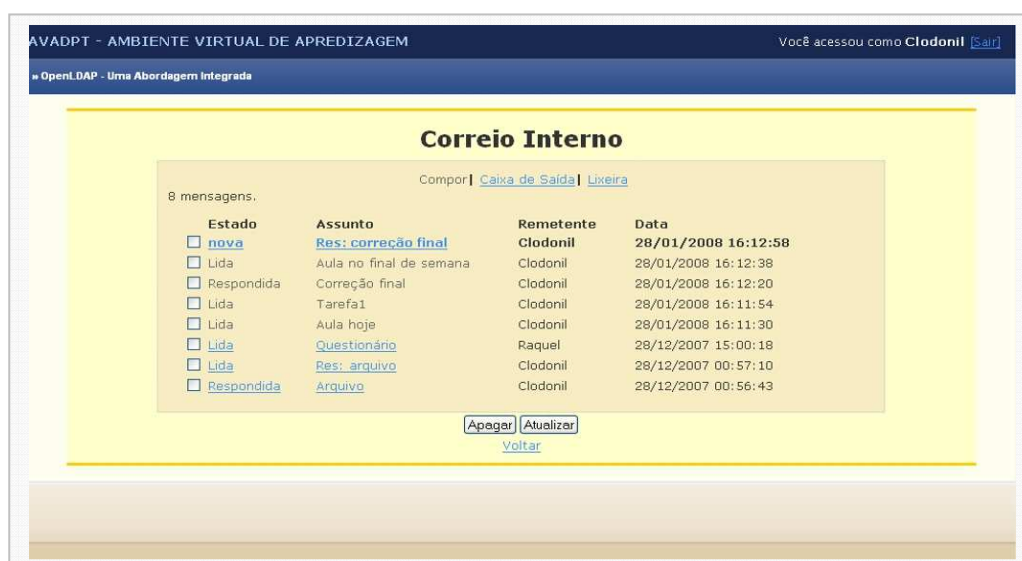 AVADPT - AMBIENTE VIRTUAL DE APREDIZAGEM Você acessou como Clodonil [Sair]
» OpenLDAP - Uma Abordagem Integrada
Correio Interno
Compor| Caixa de Saída| Lixeira
8 mensagens.
Estado Assunto Remetente Data
nova Res: correção final Clodonil 28/01/2008 16:12:58
Lida Aula no final de semana Clodonil 28/01/2008 16:12:38
Respondida Correção final Clodonil 28/01/2008 16:12:20
Lida Tarefa1 Clodonil 28/01/2008 16:11:54
Lida Aula hoje Clodonil 28/01/2008 16:11:30
Lida Questionário Raquel 28/12/2007 15:00:18
Lida Res: arquivo Clodonil 28/12/2007 00:57:10
Respondida Arquivo Clodonil 28/12/2007 00:56:43
Apagar Atualizar
Voltar